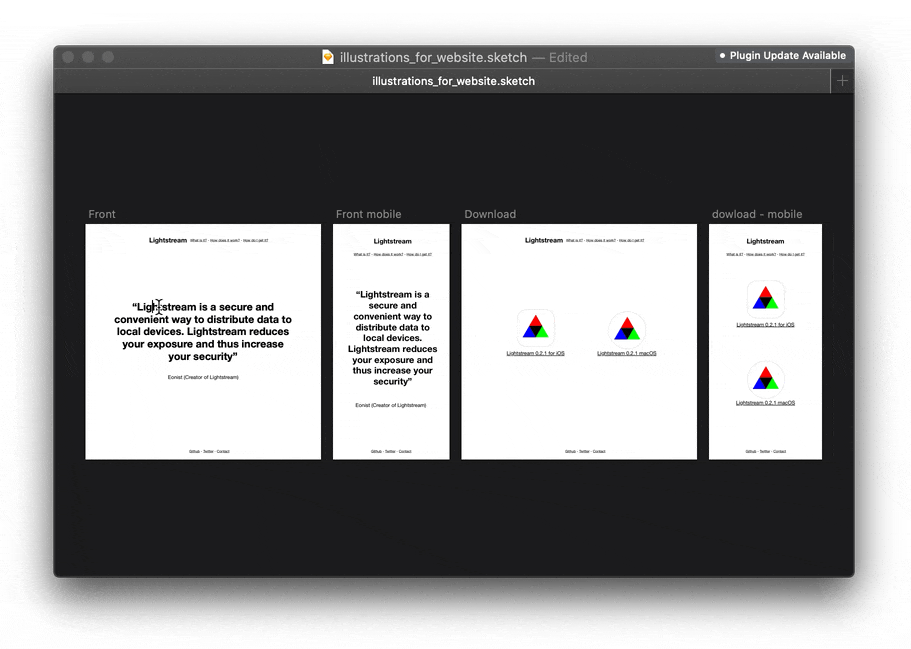 illustrations_for_website.sketch — Edited
Plugin Update Available
illustrations_for_website.sketch
Front
Lightstream What is it? - How does it work? - How do i get it?
“Lightstream is a secure and
convenient way to distribute data to
local devices. Lightstream reduces
your exposure and thus increase
your security”
Eonist (Creator of Lightstream)
Github - Twitter - Contact
Front mobile
Lightstream
What is it? - How does it work? - How do i get it?
“Lightstream is a
secure and
convenient way to
distribute data to
local devices.
Lightstream reduces
your exposure and
thus increase your
security”
Eonist (Creator of Lightstream)
Github - Twitter - Contact
Download
Lightstream What is it? - How does it work? - How do i get it?
Lightstream 0.2.1 for iOS
Lightstream 0.2.1 macOS
Github - Twitter - Contact
dowload - mobile
Lightstream
What is it? - How does it work? - How do i get it?
Lightstream 0.2.1 for iOS
Lightstream 0.2.1 macOS
Github - Twitter - Contact